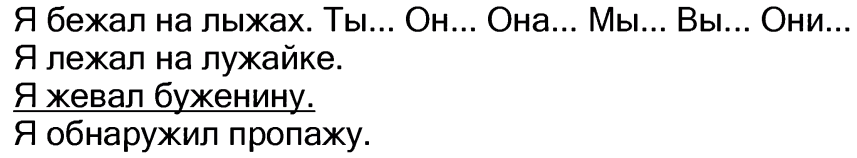 Я бежал на лыжах. Ты... Он... Она... Мы... Вы... Они...
Я лежал на лужайке.
Я жевал буженину.
Я обнаружил пропажу.